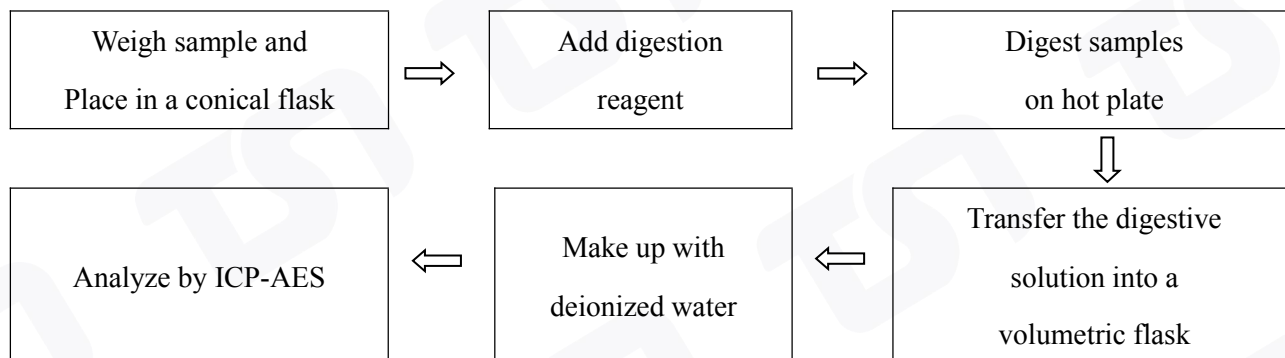 Weigh sample and
Place in a conical flask
Add digestion
reagent
Digest samples
on hot plate
Transfer the digestive
solution into a
volumetric flask
Make up with
deionized water
Analyze by ICP-AES